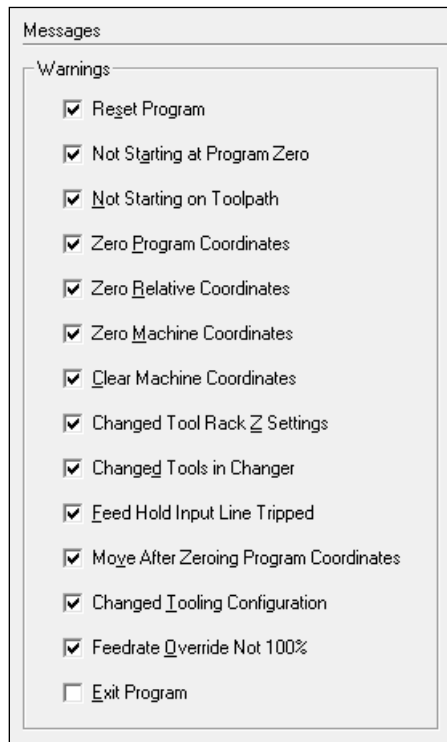 Messages
Warnings
Reset Program
Not Starting at Program Zero
Not Starting on Toolpath
Zero Program Coordinates
Zero Relative Coordinates
Zero Machine Coordinates
Clear Machine Coordinates
Changed Tool Rack Z Settings
Changed Tools in Changer
Feed Hold Input Line Tripped
Move After Zeroing Program Coordinates
Changed Tooling Configuration
Feedrate Override Not 100%
Exit Program